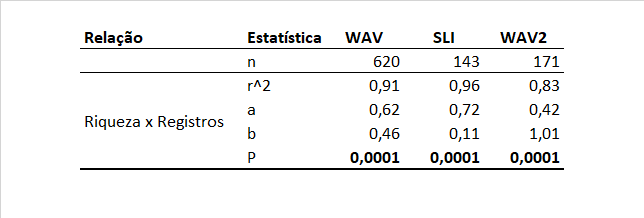 Relação Estatística WAV SLI WAV2
n 620 143 171
r^2 0,91 0,96 0,83
a 0,62 0,72 0,42
Riqueza x Registros
b 0,46 0,11 1,01
P 0,0001 0,0001 0,0001